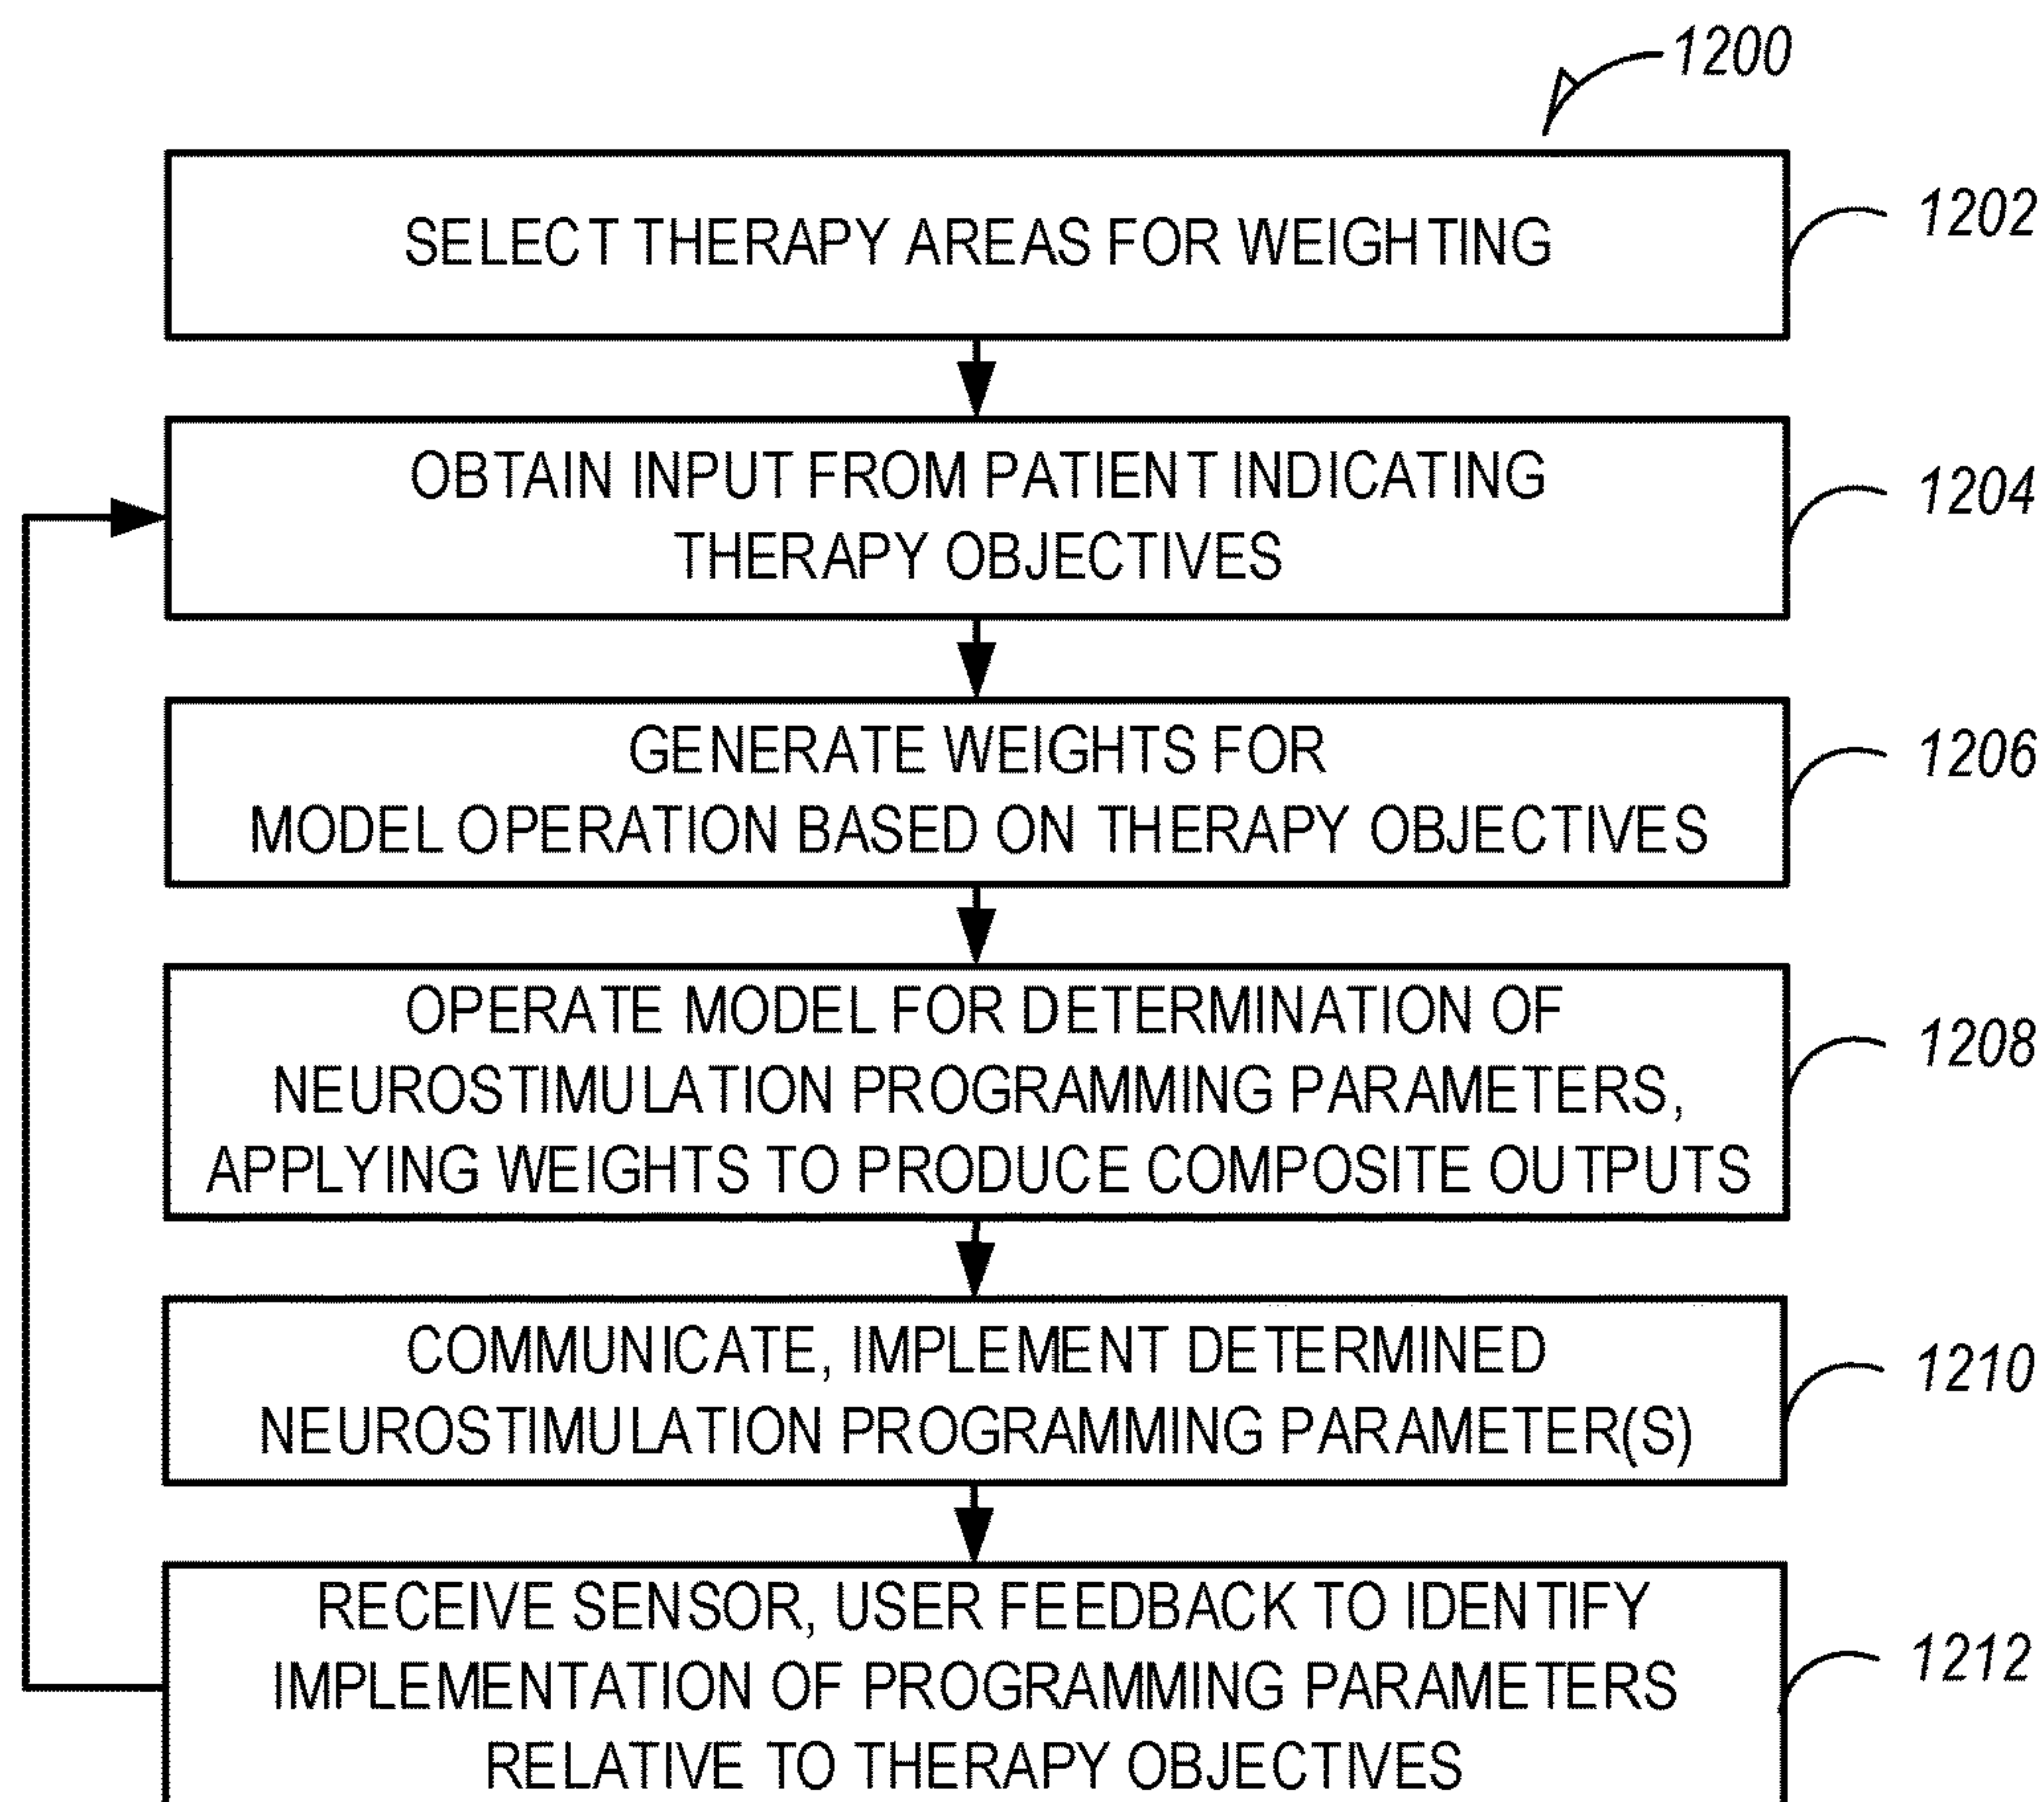 1200
SELECT THERAPY AREAS FOR WEIGHTING
1202
OBTAIN INPUT FROM PATIENT INDICATING
THERAPY OBJECTIVES
1204
GENERATE WEIGHTS FOR
MODEL OPERATION BASED ON THERAPY OBJECTIVES
1206
OPERATE MODEL FOR DETERMINATION OF
NEUROSTIMULATION PROGRAMMING PARAMETERS,
APPLYING WEIGHTS TO PRODUCE COMPOSITE OUTPUTS
1208
COMMUNICATE, IMPLEMENT DETERMINED
NEUROSTIMULATION PROGRAMMING PARAMETER(S)
1210
RECEIVE SENSOR, USER FEEDBACK TO IDENTIFY
IMPLEMENTATION OF PROGRAMMING PARAMETERS
RELATIVE TO THERAPY OBJECTIVES
1212